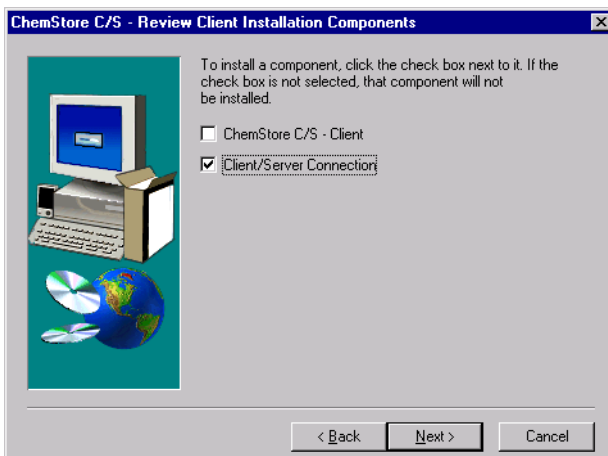 ChemStore C/S - Review Client Installation Components
To install a component, click the check box next to it. If the
check box is not selected, that component will not
be installed.
ChemStore C/S - Client
Client/Server Connection
< Back
Next >
Cancel